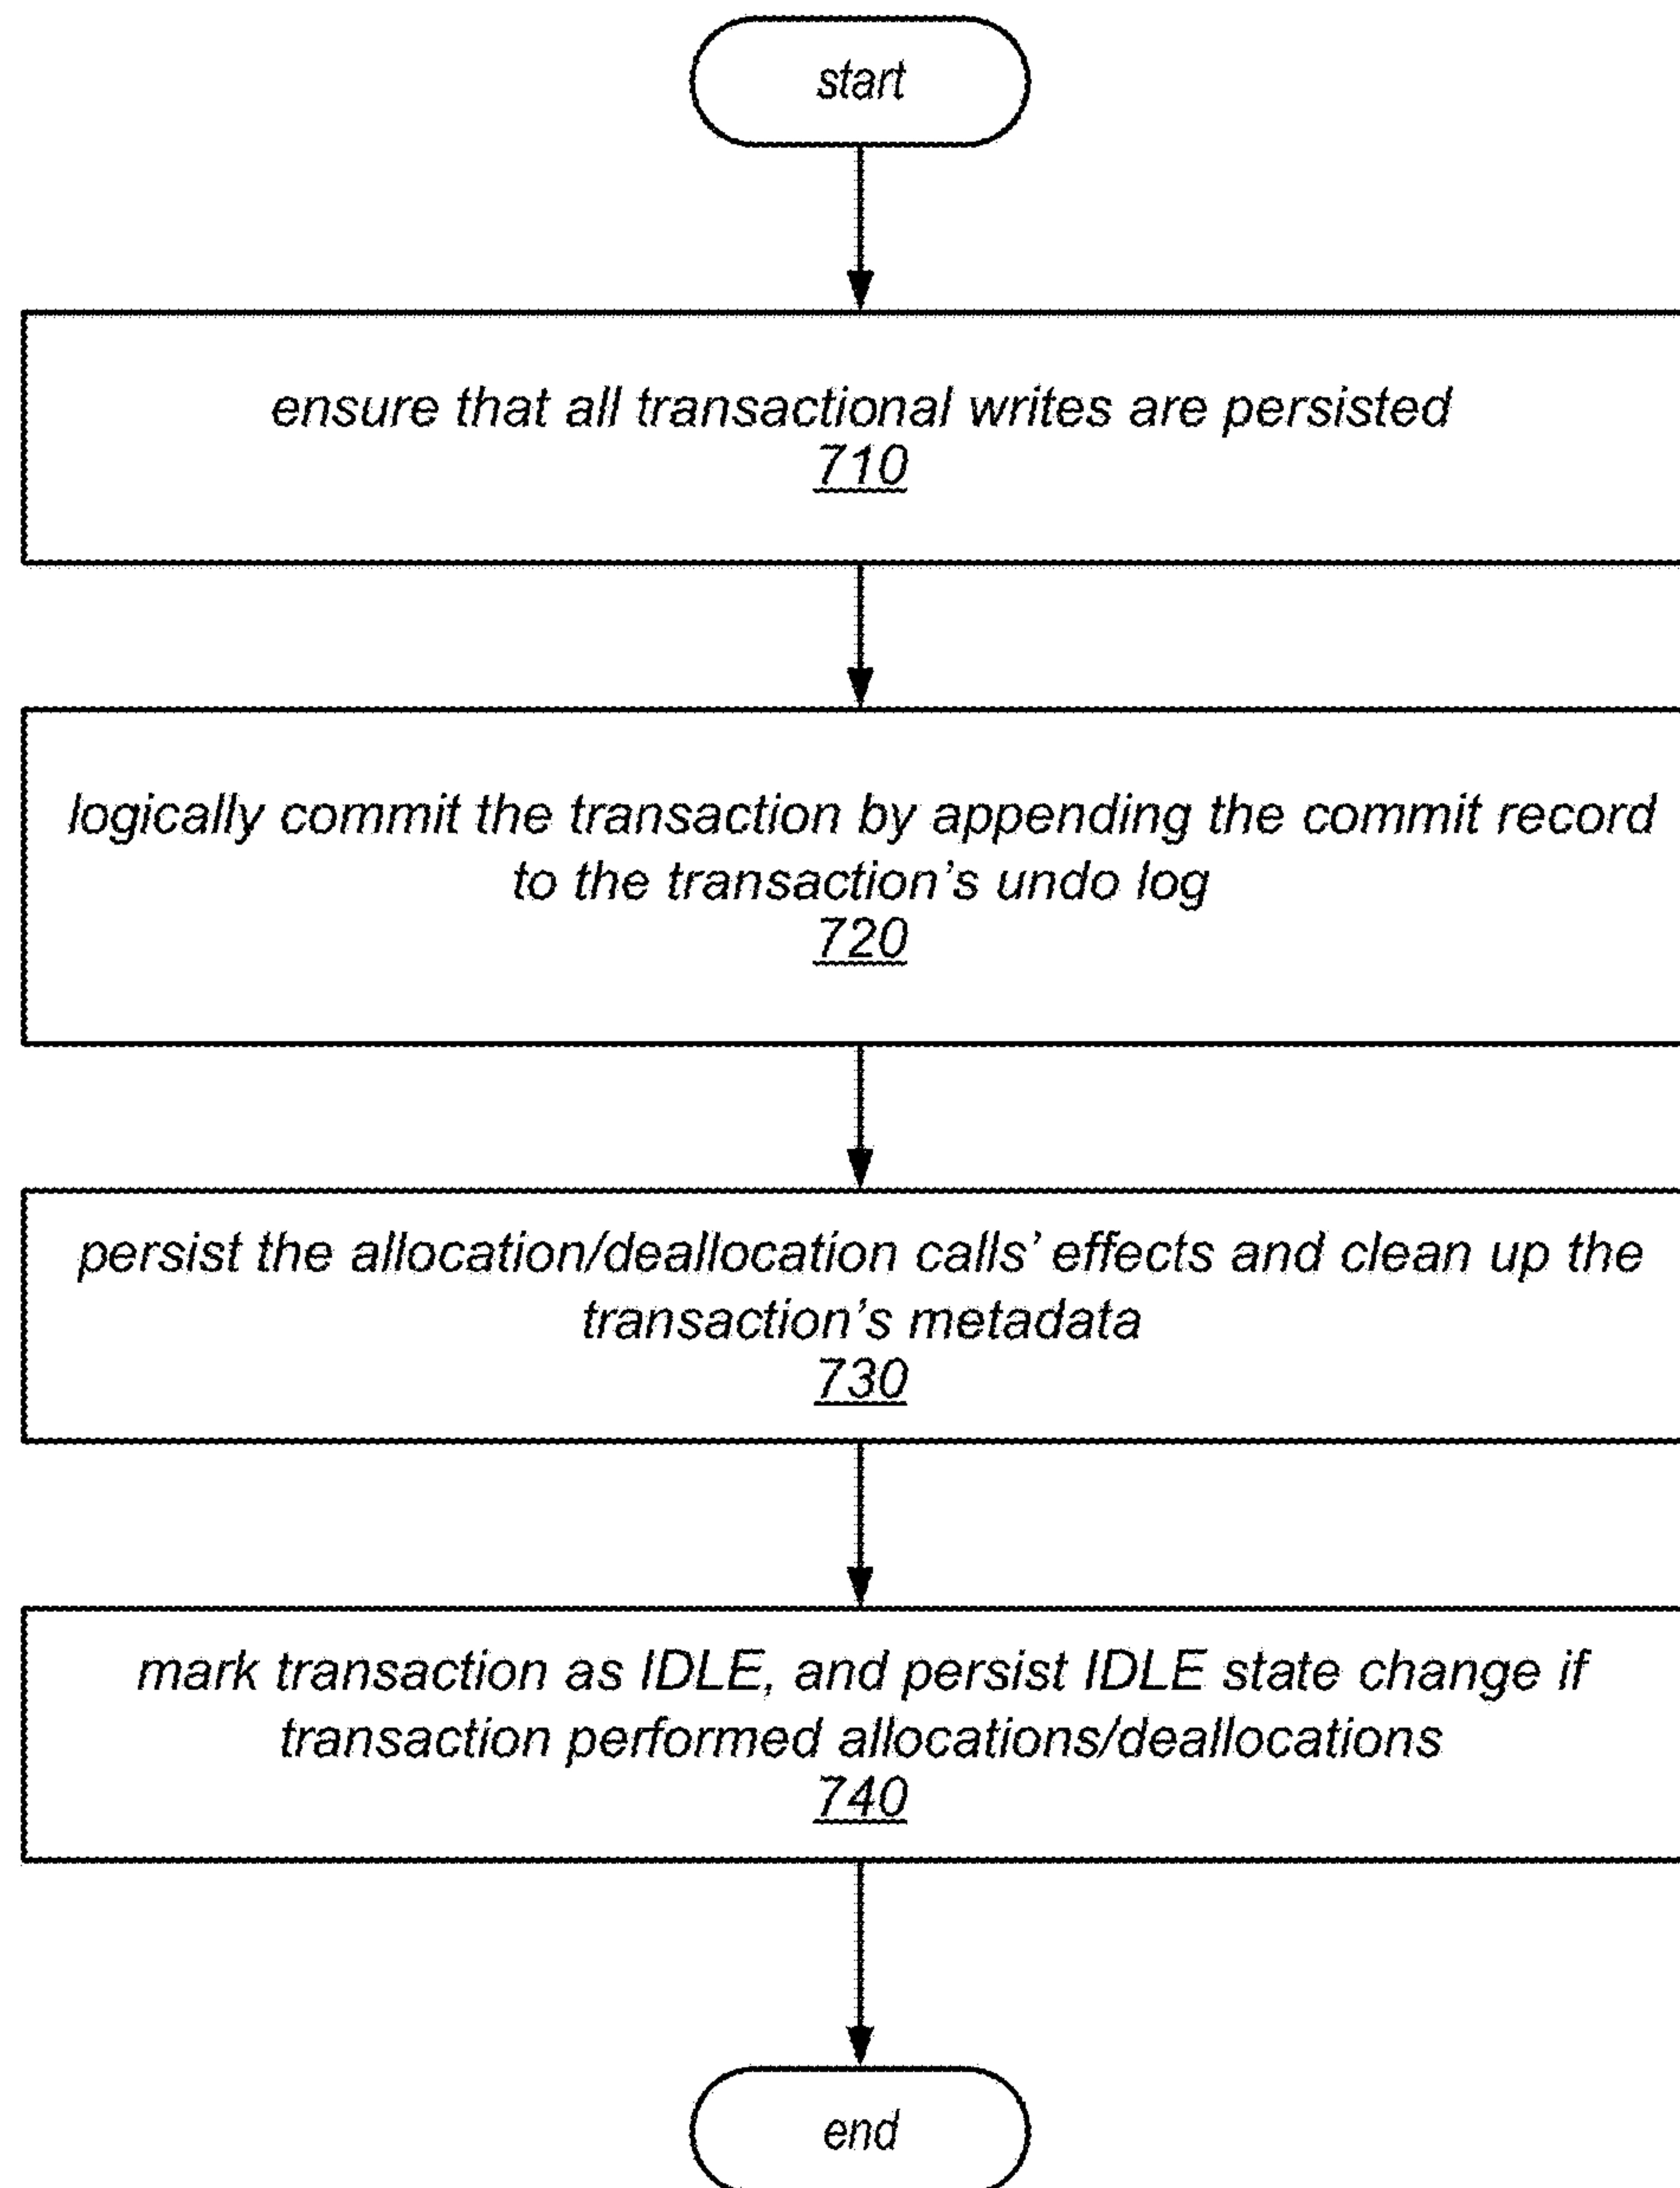 start
ensure that all transactional writes are persisted
710
logically commit the transaction by appending the commit record
to the transaction's undo log
720
persist the allocation/deallocation calls' effects and clean up the
transaction's metadata
730
mark transaction as IDLE, and persist IDLE state change if
transaction performed allocations/deallocations
740
end